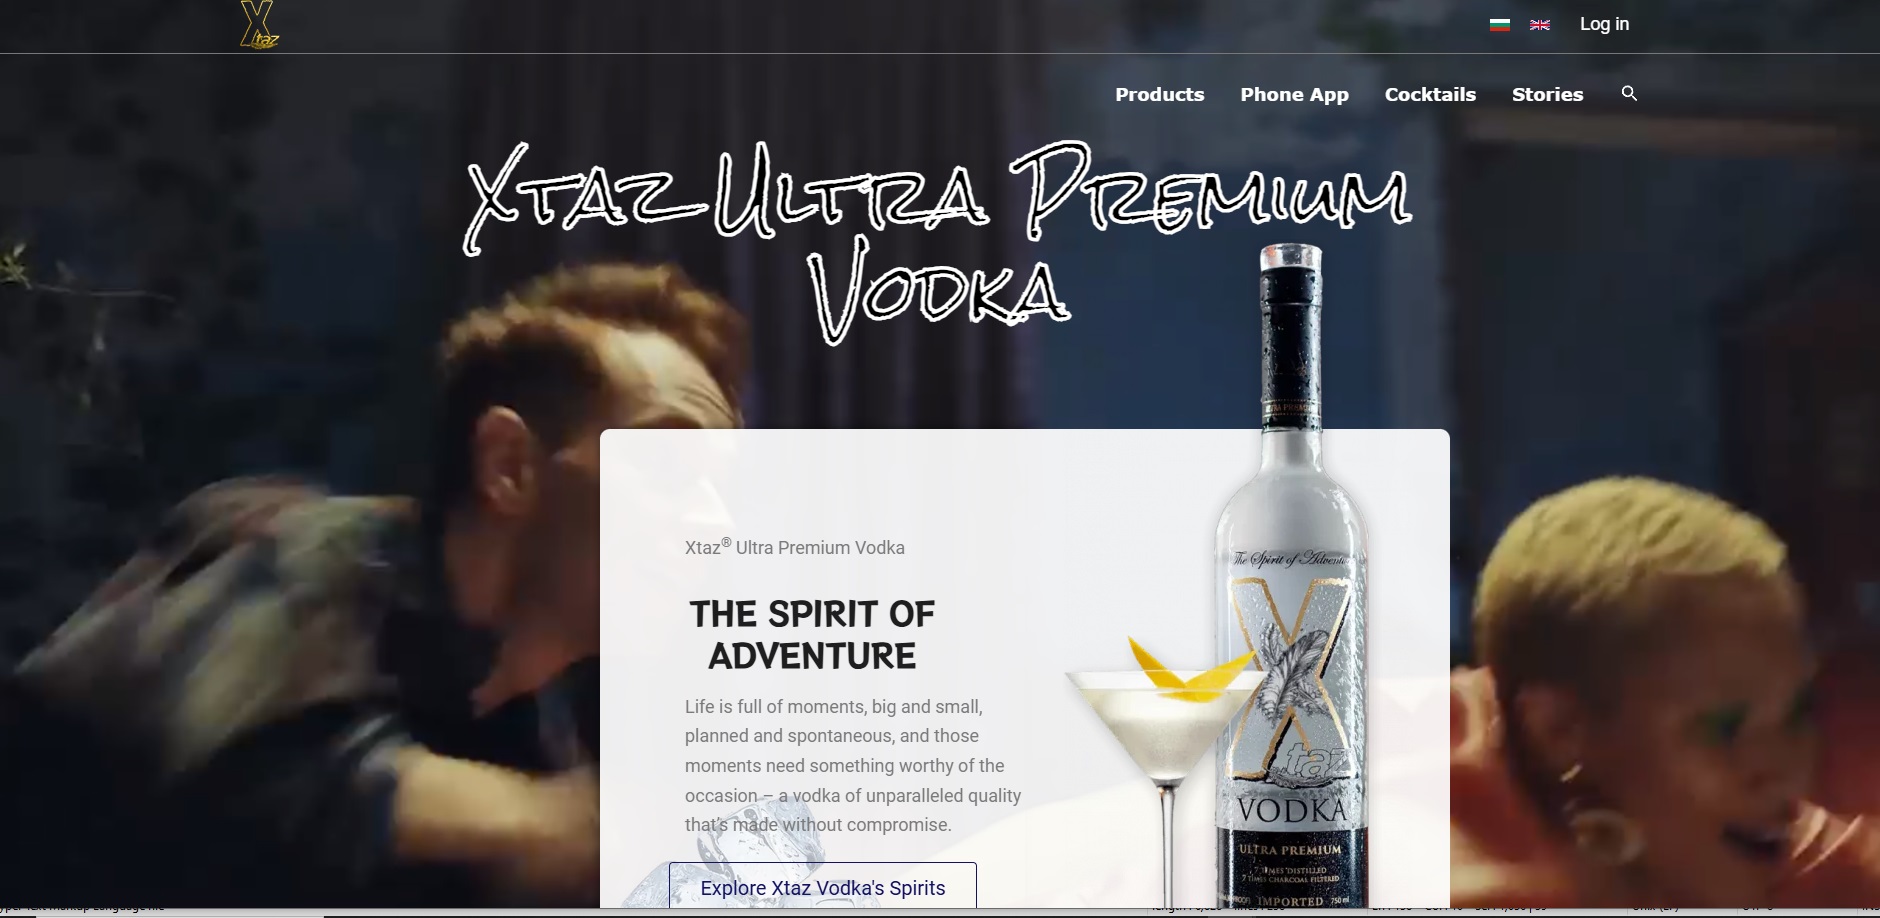 X
taz
Log in
Products Phone App Cocktails Stories
Xtaz Ultra Premium
Vodka
Xtaz® Ultra Premium Vodka
THE SPIRIT OF
ADVENTURE
Life is full of moments, big and small,
planned and spontaneous, and those
moments need something worthy of the
occasion – a vodka of unparalleled quality
that's made without compromise.
Explore Xtaz Vodka's Spirits
The Spirit of
X
taz
VODKA
ULTRA PREMIUM
7 TIMES DISTILLED
7 TIMES CHARCOAL FILTERED
IMPORTED 750 ml